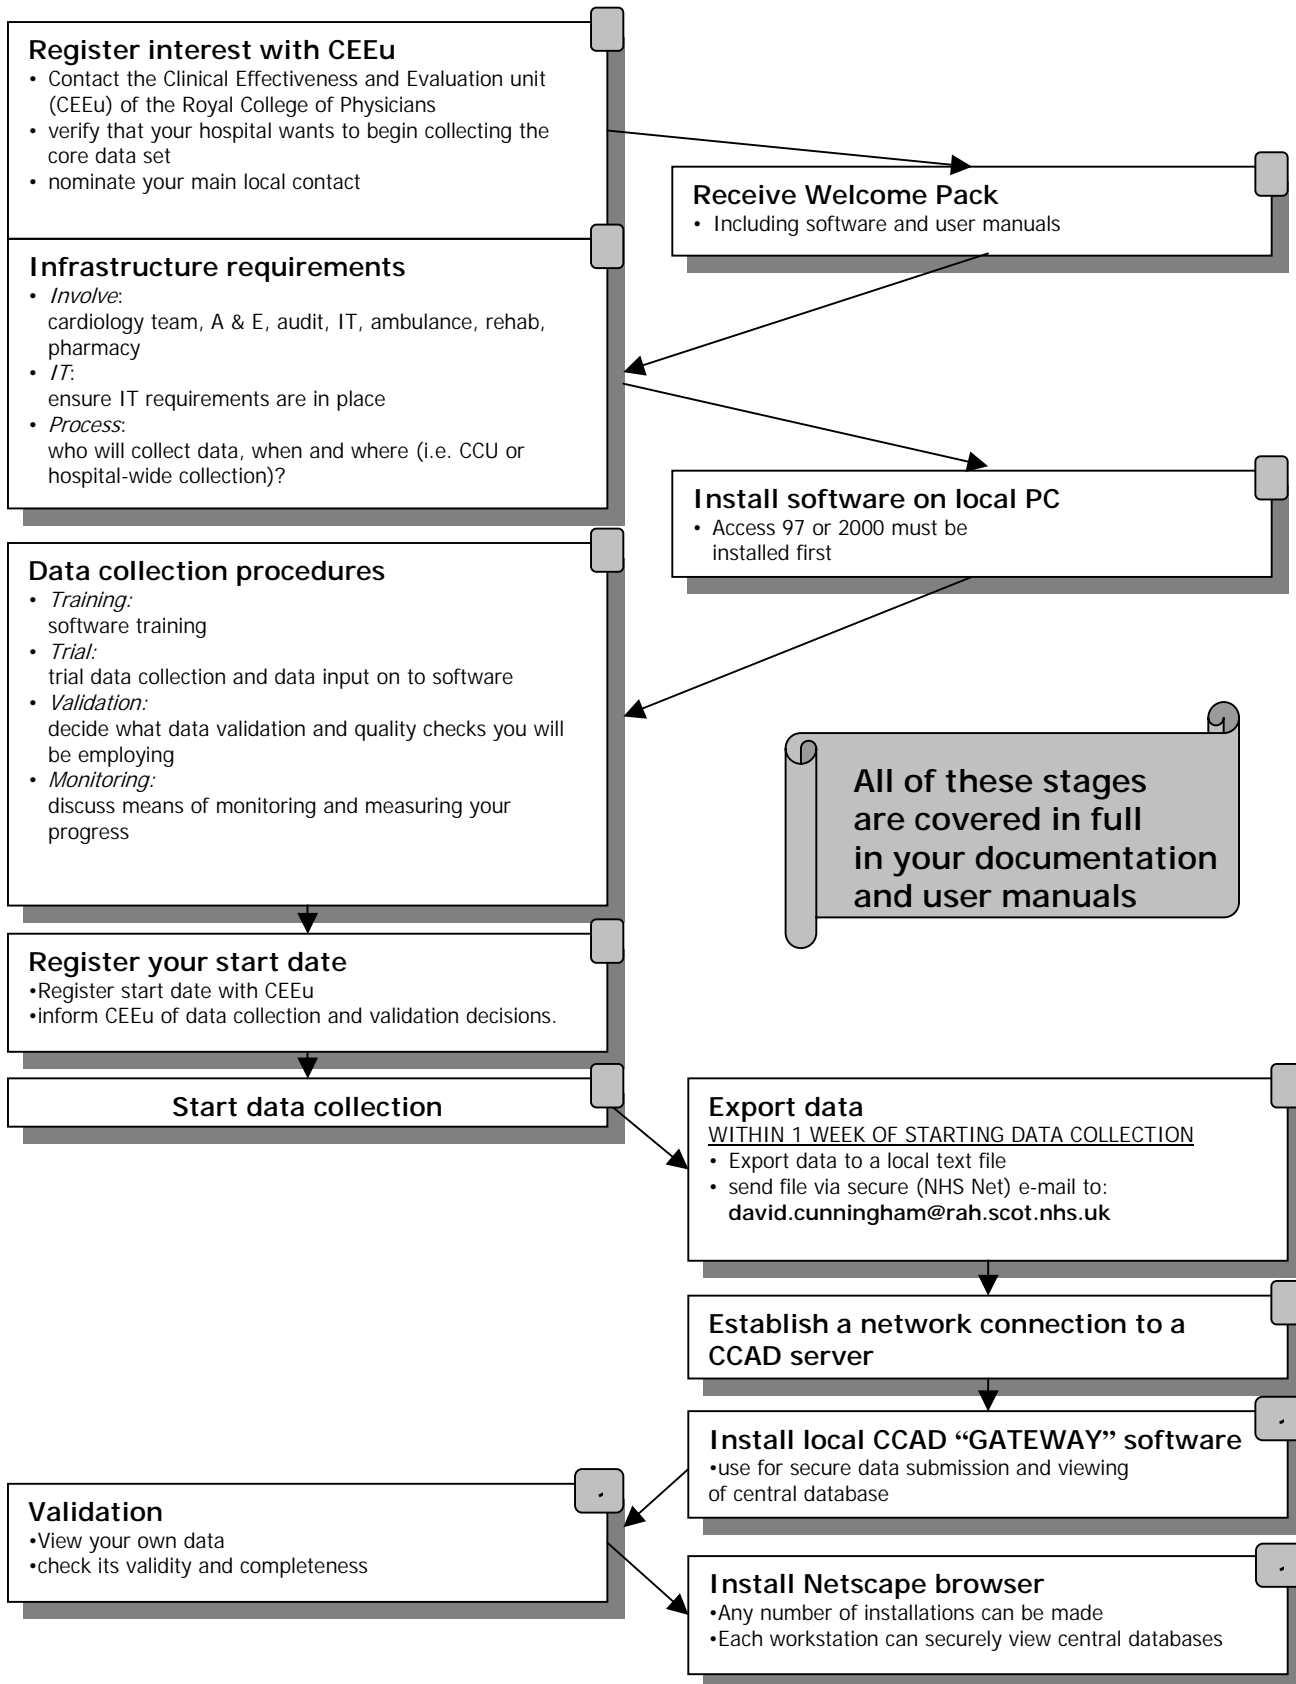 Register interest with CEEu
• Contact the Clinical Effectiveness and Evaluation unit
(CEEu) of the Royal College of Physicians
• verify that your hospital wants to begin collecting the
core data set
• nominate your main local contact
Receive Welcome Pack
• Including software and user manuals
Infrastructure requirements
• Involve:
cardiology team, A & E, audit, IT, ambulance, rehab,
pharmacy
• IT:
ensure IT requirements are in place
• Process:
who will collect data, when and where (i.e. CCU or
hospital-wide collection)?
Install software on local PC
• Access 97 or 2000 must be
installed first
Data collection procedures
• Training:
software training
• Trial:
trial data collection and data input on to software
• Validation:
decide what data validation and quality checks you will
be employing
• Monitoring:
discuss means of monitoring and measuring your
progress
All of these stages
are covered in full
in your documentation
and user manuals
Register your start date
•Register start date with CEEu
•inform CEEu of data collection and validation decisions.
Start data collection
Export data
WITHIN 1 WEEK OF STARTING DATA COLLECTION
• Export data to a local text file
• send file via secure (NHS Net) e-mail to:
david.cunningham@rah.scot.nhs.uk
Establish a network connection to a
CCAD server
Install local CCAD “GATEWAY” software
•use for secure data submission and viewing
of central database
Validation
•View your own data
•check its validity and completeness
Install Netscape browser
•Any number of installations can be made
•Each workstation can securely view central databases